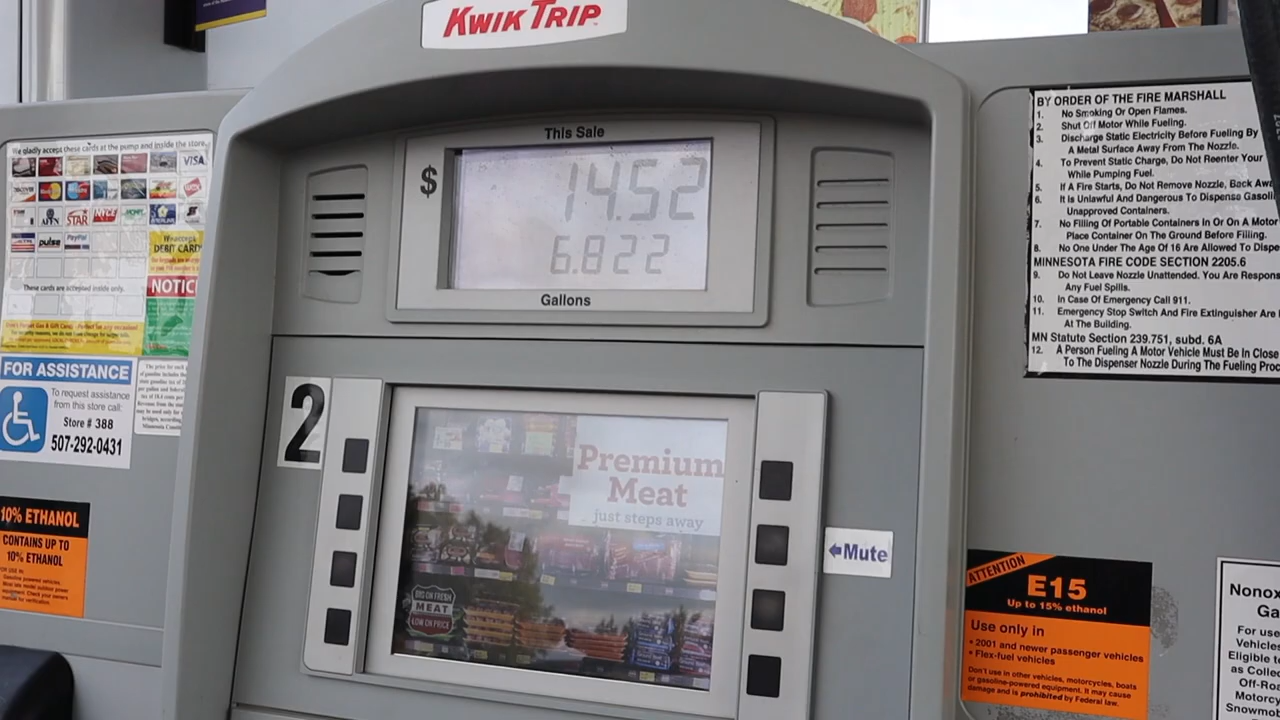 KWIK TRIP
This Sale
$ 14.52
6.822
Gallons
We gladly accept these cards at the pump and inside the store.
VISA
DISCOVER
STAR
NYCE
pulse PayPal
We accept
DEBIT CARD
These cards are accepted inside only.
NOTIC
FOR ASSISTANCE
To request assistance
from this store call:
Store # 388
507-292-0431
10% ETHANOL
CONTAINS UP TO
10% ETHANOL
2
Premium
Meat
just steps away
BIG ON FRESH
MEAT
LOW ON PRICE
Mute
BY ORDER OF THE FIRE MARSHALL
1. No Smoking Or Open Flames.
2. Shut Off Motor While Fueling.
3. Discharge Static Electricity Before Fueling By
A Metal Surface Away From The Nozzle.
4. To Prevent Static Charge, Do Not Reenter Your
While Pumping Fuel.
5. If A Fire Starts, Do Not Remove Nozzle, Back Awa
6. It Is Unlawful And Dangerous To Dispense Gasoli
Unapproved Containers.
7. No Filling Of Portable Containers In Or On A Motor
Place Container On The Ground Before Filling.
8. No One Under The Age Of 16 Are Allowed To Dispe
MINNESOTA FIRE CODE SECTION 2205.6
9. Do Not Leave Nozzle Unattended. You Are Respons
Any Fuel Spills.
10. In Case Of Emergency Call 911.
11. Emergency Stop Switch And Fire Extinguisher Are
At The Building.
MN Statute Section 239.751, subd. 6A
12. A Person Fueling A Motor Vehicle Must Be In Close
To The Dispenser Nozzle During The Fueling Proc
ATTENTION
E15
Up to 15% ethanol
Use only in
• 2001 and newer passenger vehicles
• Flex-fuel vehicles
Don't use in other vehicles, motorcycles, boats
or gasoline-powered equipment. It may cause
damage and is prohibited by Federal law.
Nonox
Ga
For use
Vehicles
Eligible to
as Collec
Off-Ro
Motorc
Snowmob